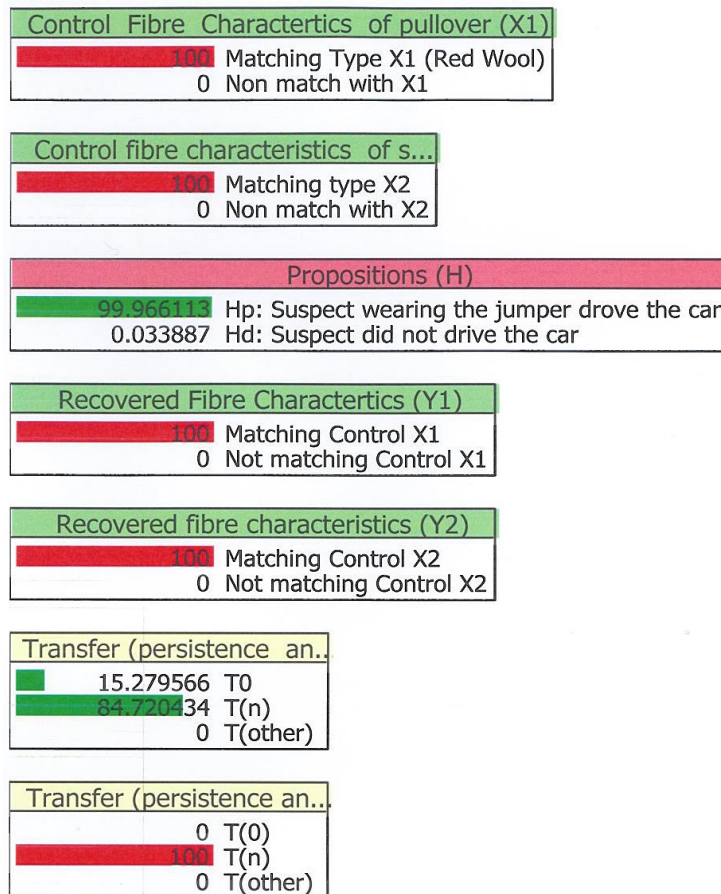 Control Fibre Charactertics of pullover (X1)
100 Matching Type X1 (Red Wool)
0 Non match with X1
Control fibre characteristics of s...
100 Matching type X2
0 Non match with X2
Propositions (H)
99.966113 Hp: Suspect wearing the jumper drove the car
0.033887 Hd: Suspect did not drive the car
Recovered Fibre Charactertics (Y1)
100 Matching Control X1
0 Not matching Control X1
Recovered fibre characteristics (Y2)
100 Matching Control X2
0 Not matching Control X2
Transfer (persistence an..
15.279566 T0
84.720434 T(n)
0 T(other)
Transfer (persistence an...
0 T(0)
100 T(n)
0 T(other)